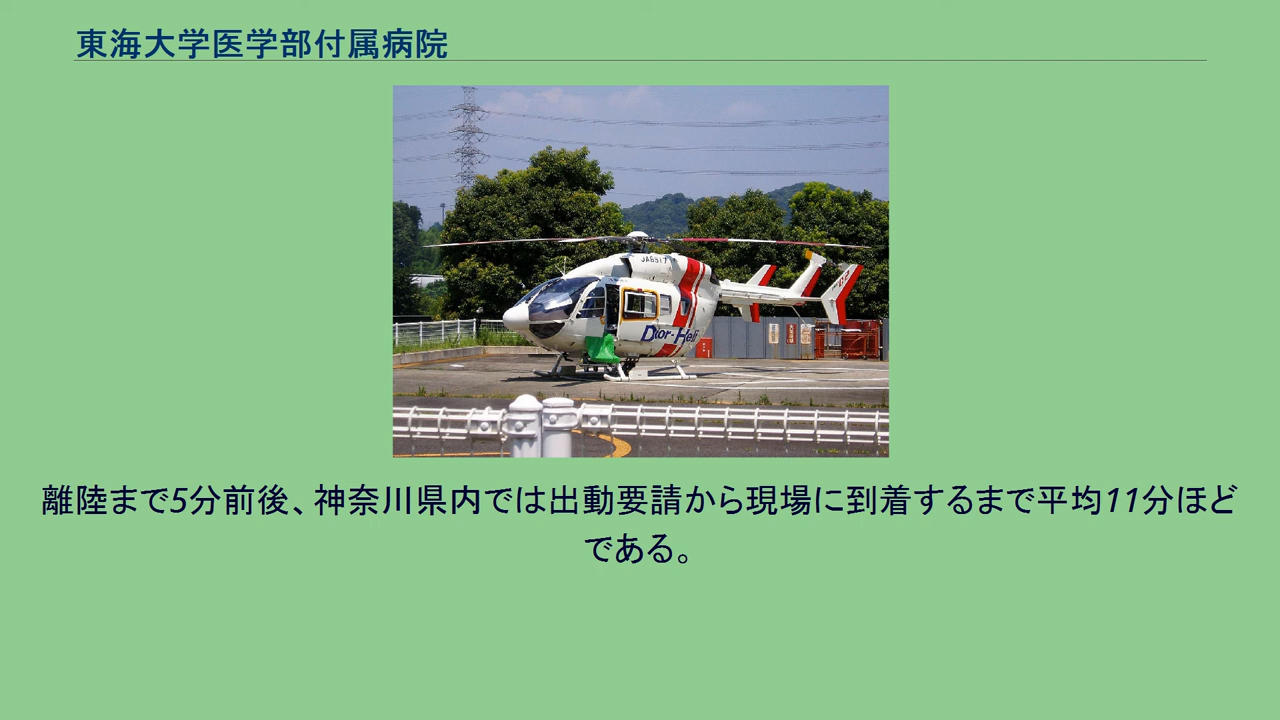 東海大学医学部付属病院
Dctor-Heli
離陸まで5分前後、神奈川県内では出動要請から現場に到着するまで平均11分ほど
である。